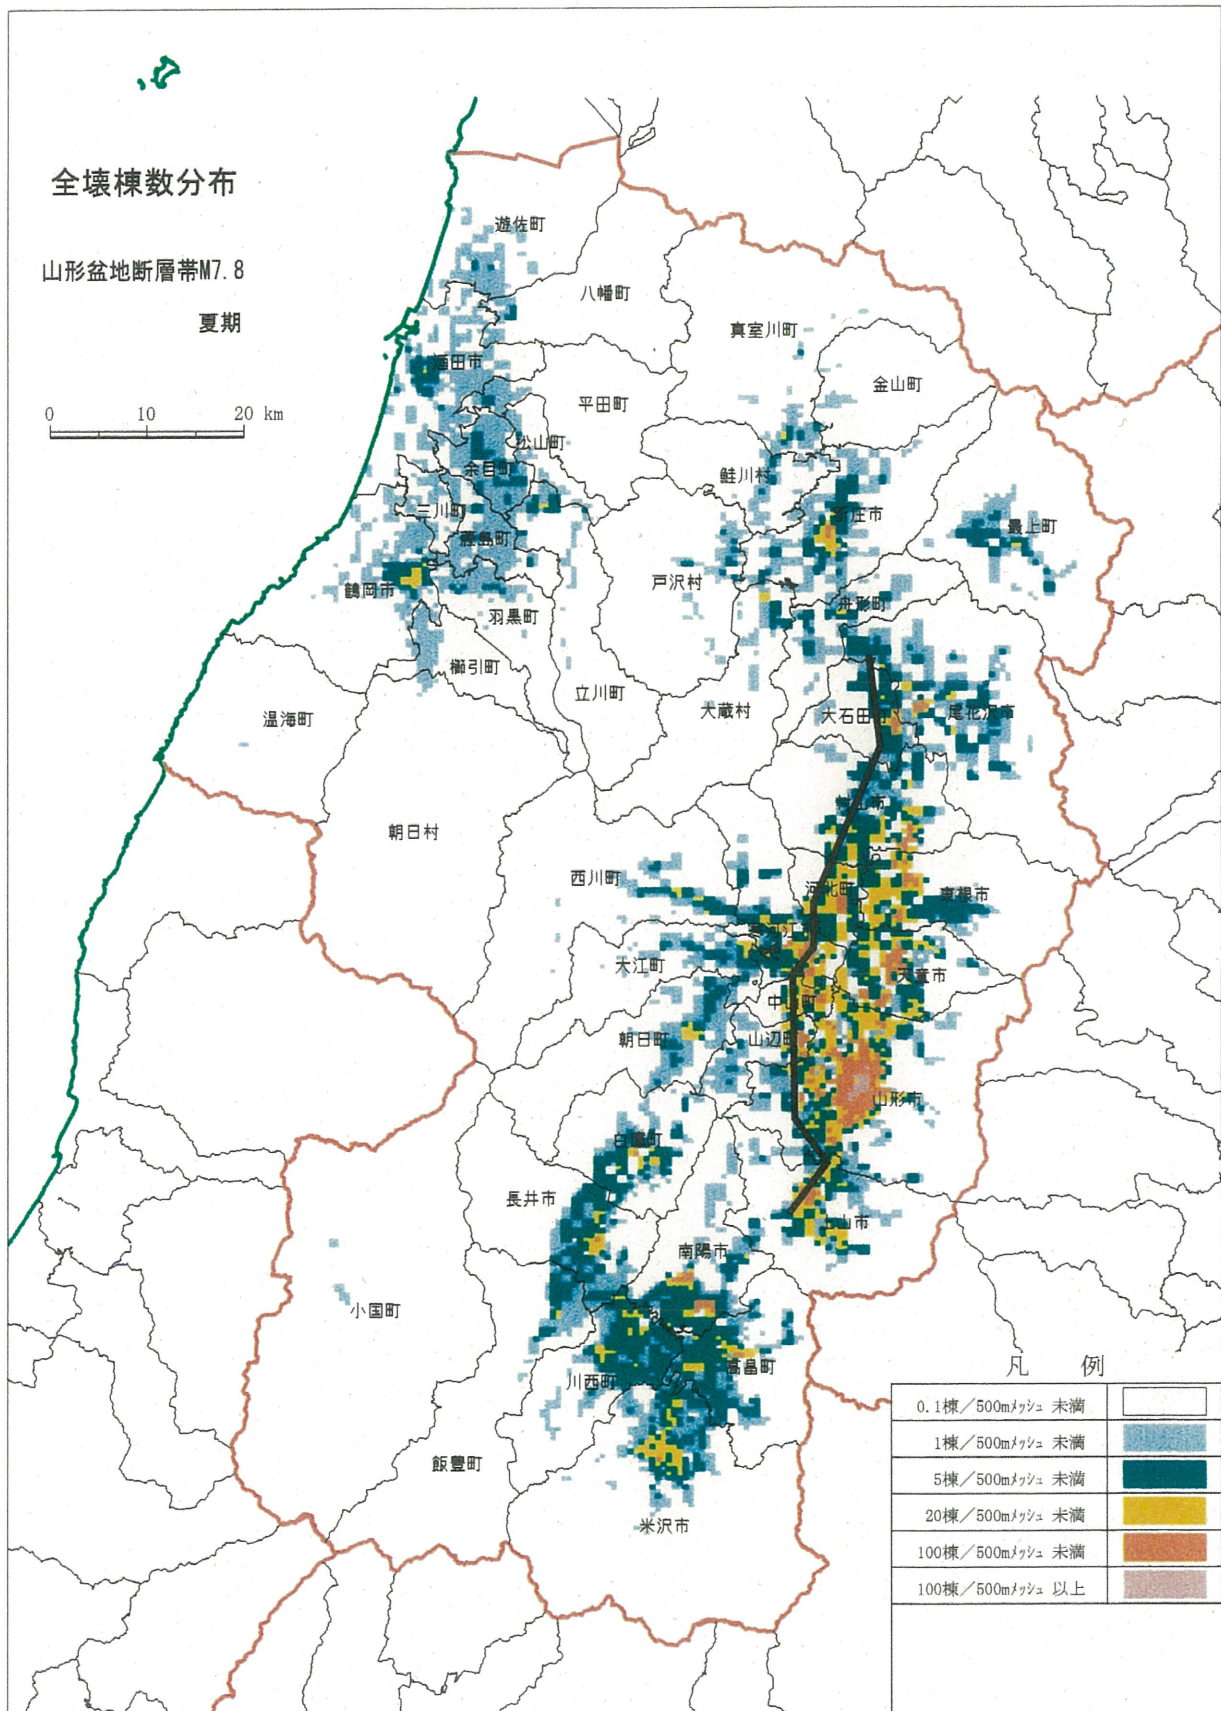 全壊棟数分布
山形盆地断層帯M7.8
夏期
0 10 20 km
遊佐町
八幡町
真室川町
酒田市
金山町
平田町
松山町
余目町
鮭川村
三川町
新庄市
最上町
藤島町
戸沢村
鶴岡市
舟形町
羽黒町
櫛引町
立川町
温海町
大蔵村
大石田町
尾花沢市
村山市
朝日村
西川町
河北町
東根市
寒河江市
大江町
天童市
中山町
朝日町
山辺町
山形市
白鷹町
長井市
上山市
南陽市
小国町
高畠町
川西町
飯豊町
米沢市
凡 例
0.1棟/500mメッシュ 未満
1棟/500mメッシュ 未満
5棟/500mメッシュ 未満
20棟/500mメッシュ 未満
100棟/500mメッシュ 未満
100棟/500mメッシュ 以上